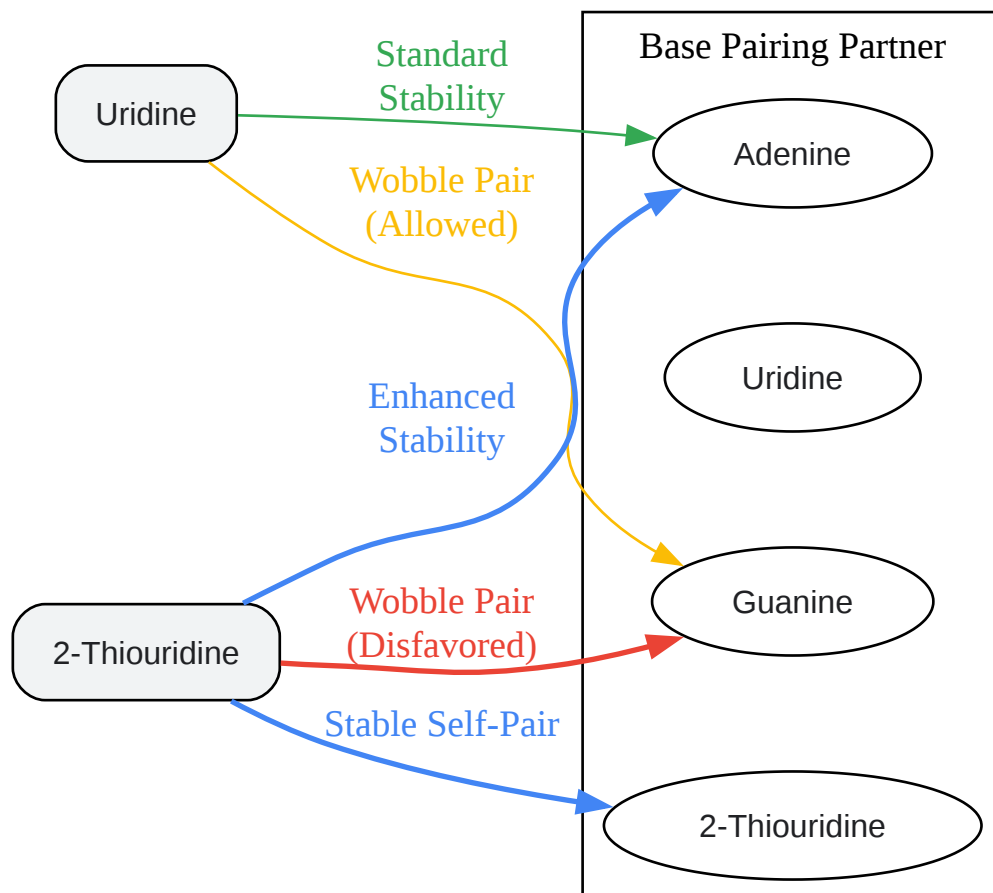 Base Pairing Partner
Standard
Stability
Uridine
Adenine
Wobble Pair
(Allowed)
Uridine
Enhanced
Stability
Wobble Pair
(Disfavored)
Guanine
2-Thiouridine
Stable Self-Pair
2-Thiouridine